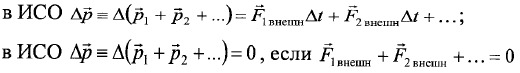 в ИСО Δp⃗ ≡ Δ(p⃗₁ + p⃗₂ + ...) = F⃗₁ внешн Δt + F⃗₂ внешн Δt + …;
в ИСО Δp⃗ ≡ Δ(p⃗₁ + p⃗₂ + ...) = 0 , если F⃗₁ внешн + F⃗₂ внешн + … = 0